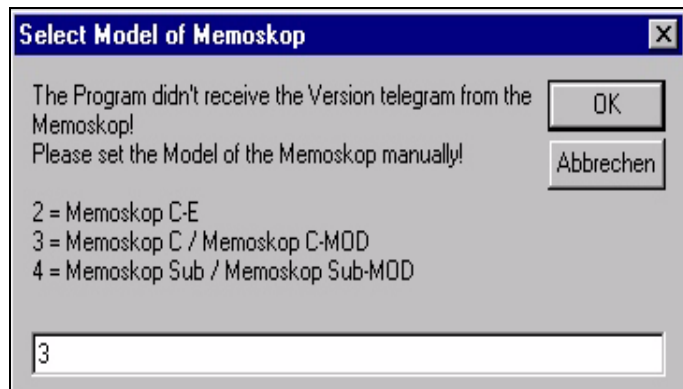 Select Model of Memoskop
The Program didn't receive the Version telegram from the
Memoskop!
Please set the Model of the Memoskop manually!
OK
Abbrechen
2 = Memoskop C-E
3 = Memoskop C / Memoskop C-MOD
4 = Memoskop Sub / Memoskop Sub-MOD
3